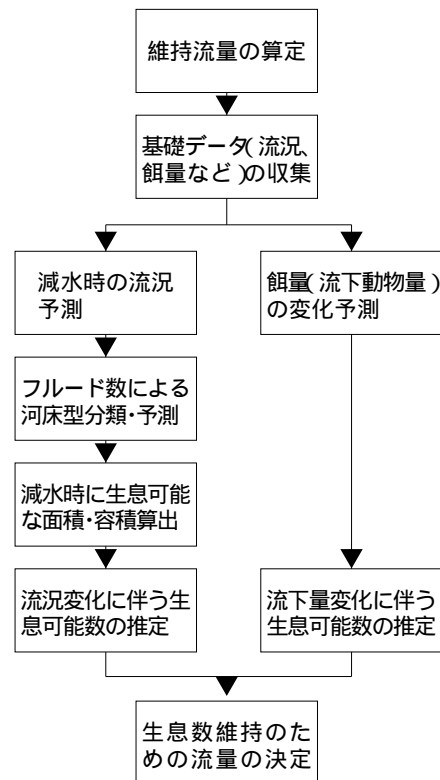 維持流量の算定
基礎データ(流況、
餌量など)の収集
減水時の流況
予測
餌量(流下動物量)
の変化予測
フルード数による
河床型分類・予測
減水時に生息可能
な面積・容積算出
流況変化に伴う生
息可能数の推定
流下量変化に伴う
生息可能数の推定
生息数維持のた
めの流量の決定